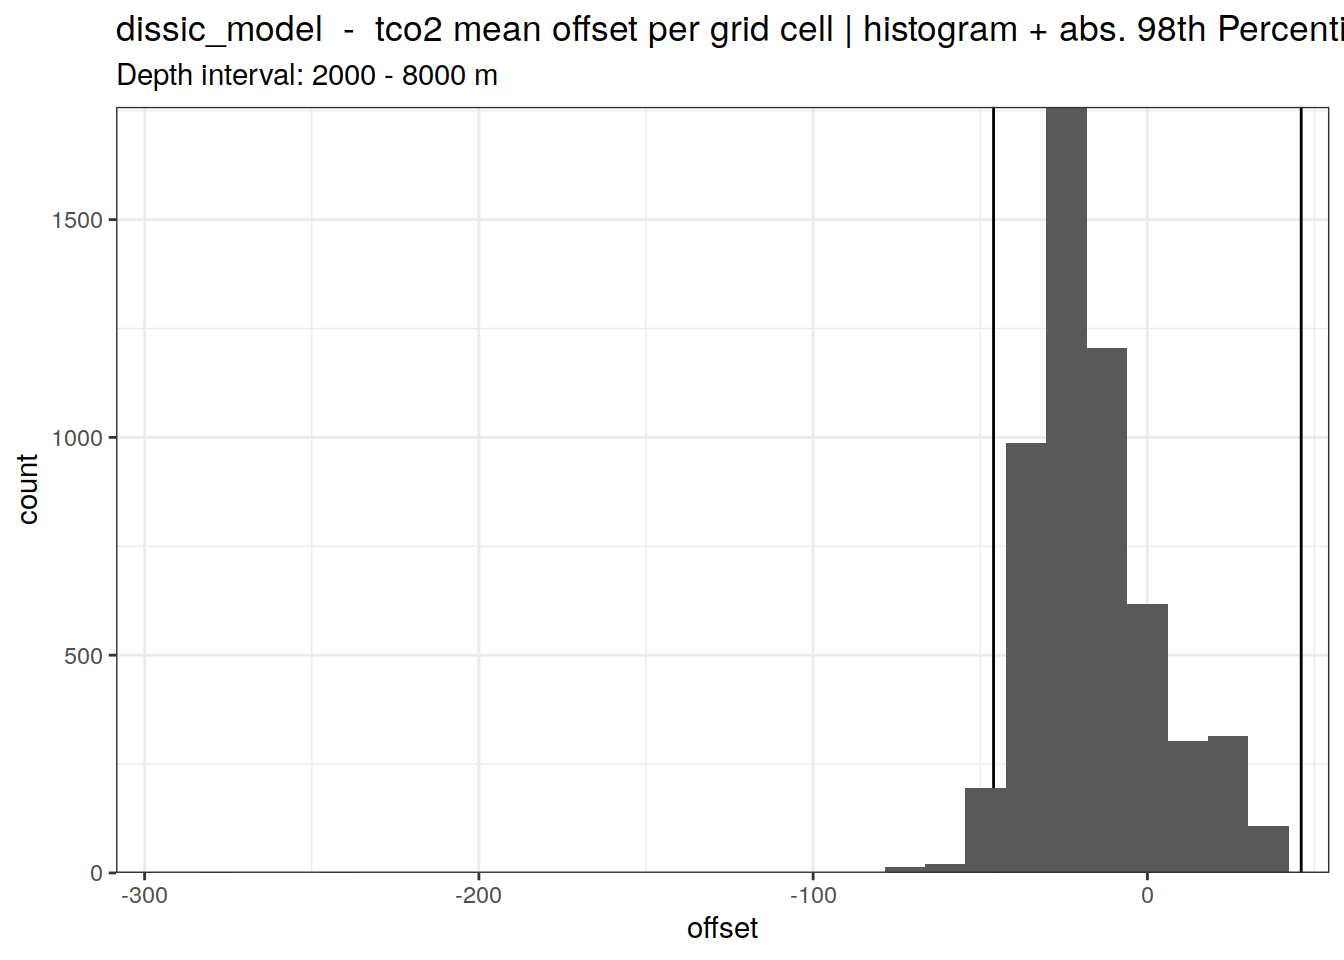 dissic_model - tco2 mean offset per grid cell | histogram + abs. 98th Percenti
Depth interval: 2000 - 8000 m
1500
1000
500
0
count
-300 -200 -100 0
offset